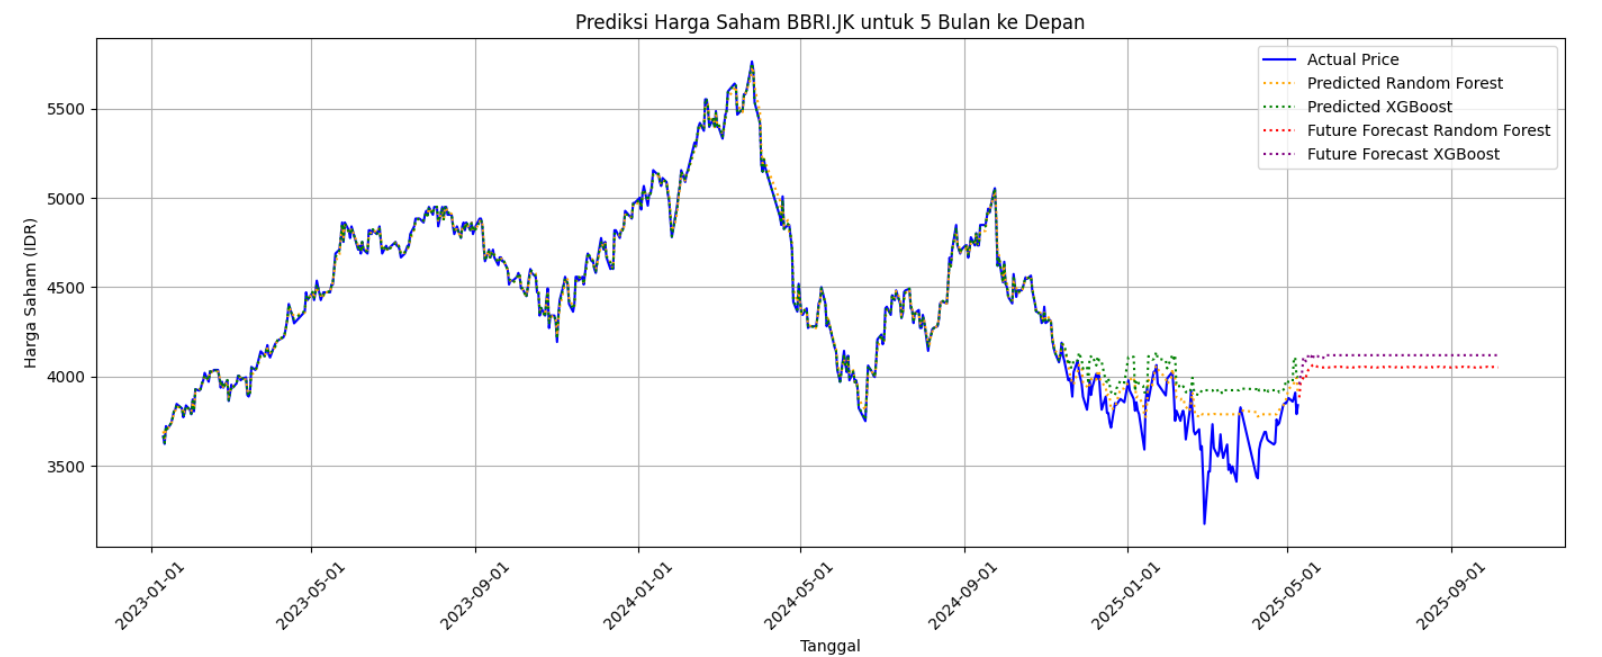 Prediksi Harga Saham BBRI.JK untuk 5 Bulan ke Depan
Actual Price
Predicted Random Forest
Predicted XGBoost
Future Forecast Random Forest
Future Forecast XGBoost
Harga Saham (IDR)
5500
5000
4500
4000
3500
2023-01-01
2023-05-01
2023-09-01
2024-01-01
2024-05-01
2024-09-01
2025-01-01
2025-05-01
2025-09-01
Tanggal